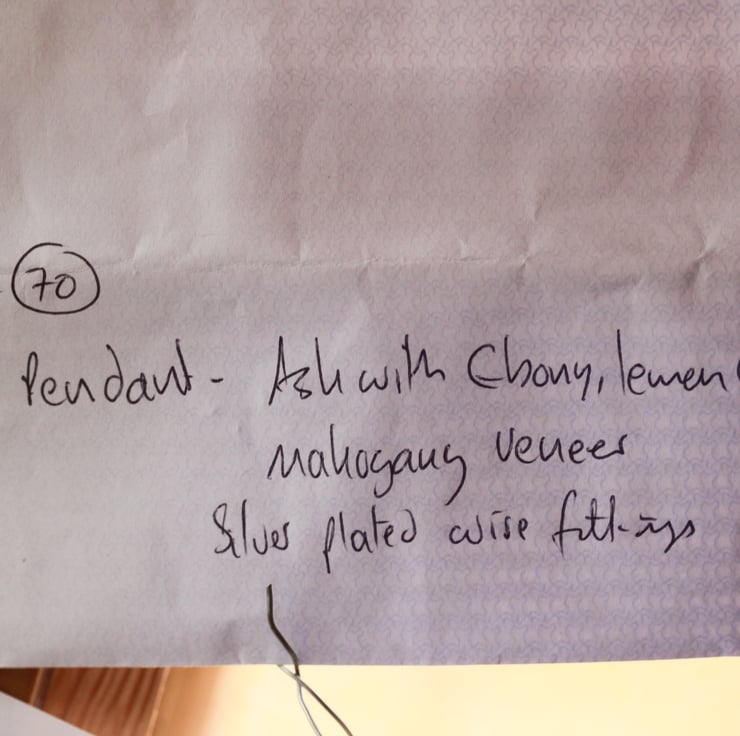 70
Pendant - Ash with Ebony, lemon
Mahogany veneer
Silver plated wire fittings